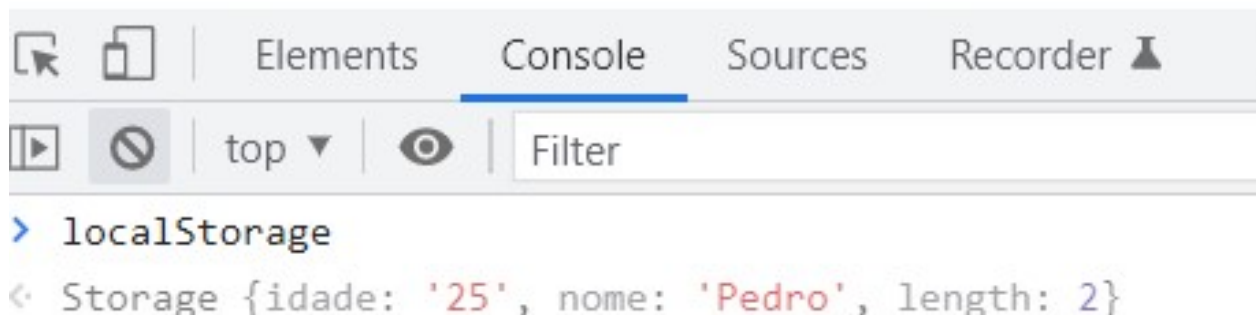 Elements Console Sources Recorder
top Filter
> localStorage
Storage {idade: '25', nome: 'Pedro', length: 2}